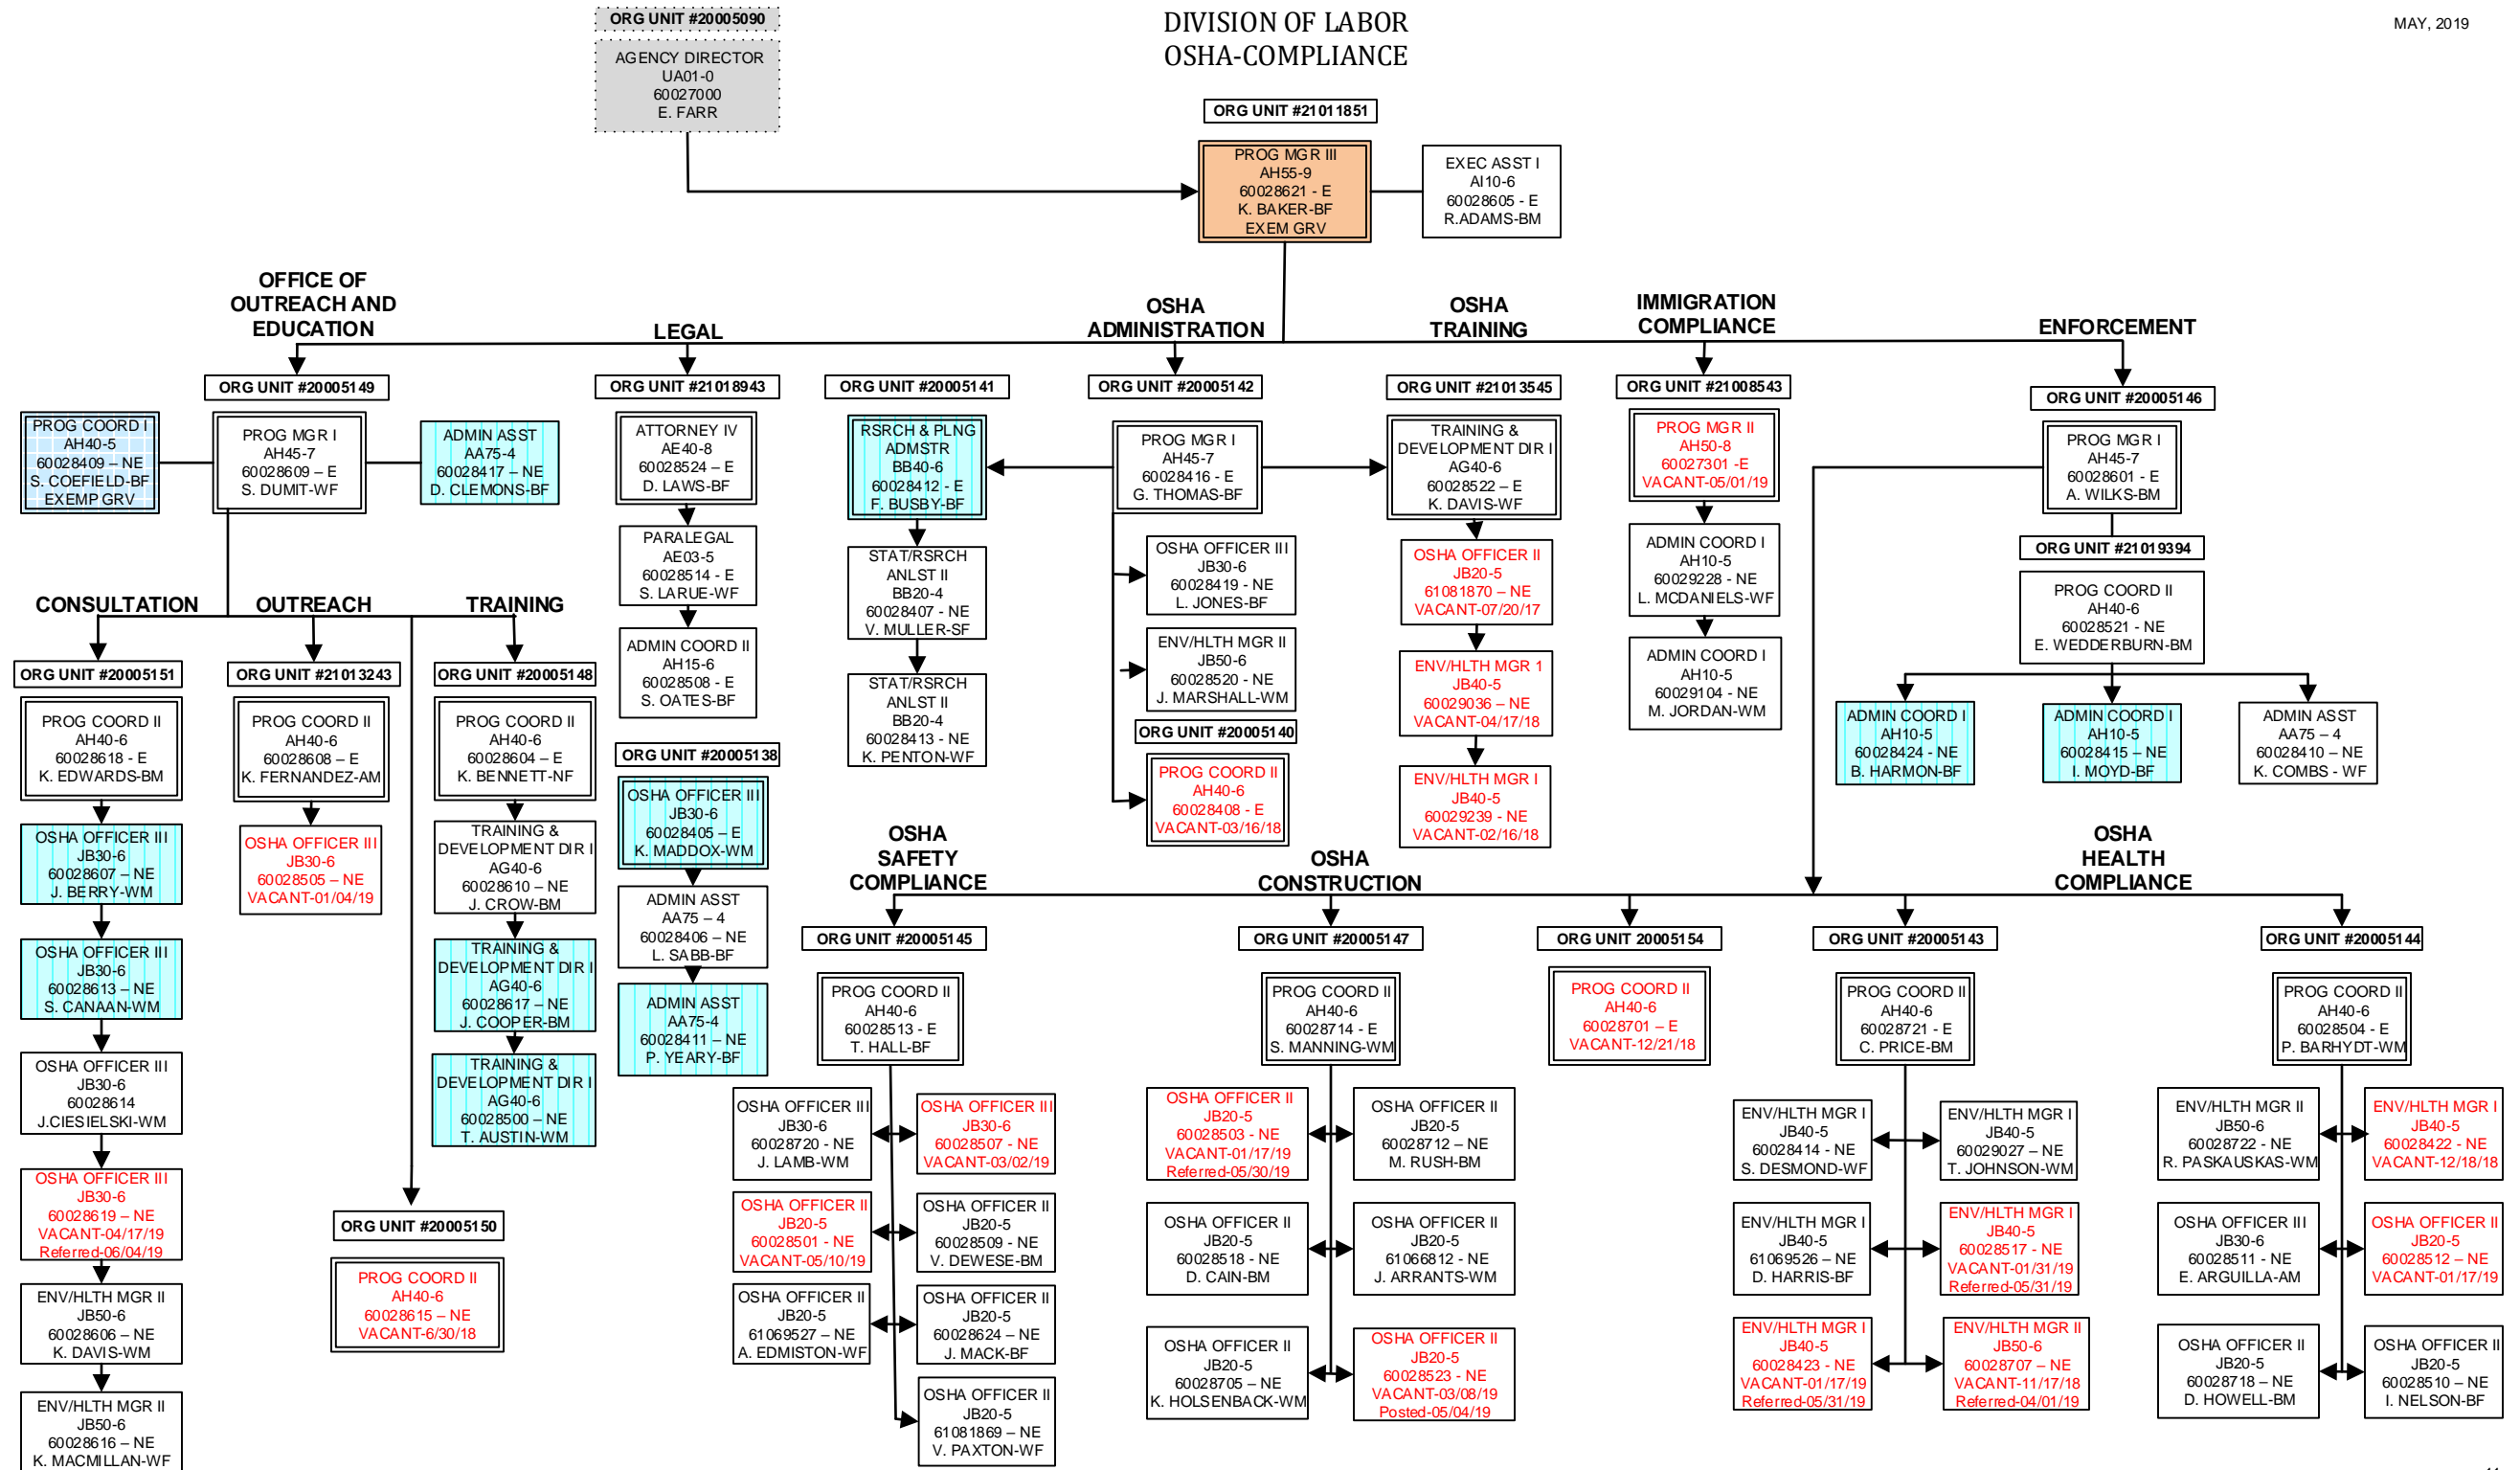 ORG UNIT #20005090
DIVISION OF LABOR
OSHA-COMPLIANCE
MAY, 2019
AGENCY DIRECTOR
UA01-0
60027000
E. FARR
ORG UNIT #21011851
PROG MGR III
AH55-9
60028621 - E
K. BAKER-BF
EXEM GRV
EXEC ASST I
AI10-6
60028605 - E
R.ADAMS-BM
OFFICE OF
OUTREACH AND
EDUCATION
LEGAL
OSHA
ADMINISTRATION
OSHA
TRAINING
IMMIGRATION
COMPLIANCE
ENFORCEMENT
ORG UNIT #20005149
PROG COORD I
AH40-5
60028409 – NE
S. COEFIELD-BF
EXEMP GRV
PROG MGR I
AH45-7
60028609 – E
S. DUMIT-WF
ADMIN ASST
AA75-4
60028417 – NE
D. CLEMONS-BF
CONSULTATION
OUTREACH
TRAINING
ORG UNIT #20005151
PROG COORD II
AH40-6
60028618 - E
K. EDWARDS-BM
OSHA OFFICER III
JB30-6
60028607 – NE
J. BERRY-WM
OSHA OFFICER III
JB30-6
60028613 – NE
S. CANAAN-WM
OSHA OFFICER III
JB30-6
60028614
J.CIESIELSKI-WM
OSHA OFFICER III
JB30-6
60028619 – NE
VACANT-04/17/19
Referred-06/04/19
ENV/HLTH MGR II
JB50-6
60028606 – NE
K. DAVIS-WM
ENV/HLTH MGR II
JB50-6
60028616 – NE
K. MACMILLAN-WF
ORG UNIT #21013243
PROG COORD II
AH40-6
60028608 – E
K. FERNANDEZ-AM
OSHA OFFICER III
JB30-6
60028505 – NE
VACANT-01/04/19
ORG UNIT #20005150
PROG COORD II
AH40-6
60028615 – NE
VACANT-6/30/18
ORG UNIT #20005148
PROG COORD II
AH40-6
60028604 – E
K. BENNETT-NF
TRAINING &
DEVELOPMENT DIR I
AG40-6
60028610 – NE
J. CROW-BM
TRAINING &
DEVELOPMENT DIR I
AG40-6
60028617 – NE
J. COOPER-BM
TRAINING &
DEVELOPMENT DIR I
AG40-6
60028500 – NE
T. AUSTIN-WM
ORG UNIT #21018943
ATTORNEY IV
AE40-8
60028524 – E
D. LAWS-BF
PARALEGAL
AE03-5
60028514 - E
S. LARUE-WF
ADMIN COORD II
AH15-6
60028508 - E
S. OATES-BF
ORG UNIT #20005138
OSHA OFFICER III
JB30-6
60028405 – E
K. MADDOX-WM
ADMIN ASST
AA75 – 4
60028406 – NE
L. SABB-BF
ADMIN ASST
AA75-4
60028411 – NE
P. YEARY-BF
ORG UNIT #20005141
RSRCH & PLNG
ADMSTR
BB40-6
60028412 - E
F. BUSBY-BF
STAT/RSRCH
ANLST II
BB20-4
60028407 - NE
V. MULLER-SF
STAT/RSRCH
ANLST II
BB20-4
60028413 - NE
K. PENTON-WF
ORG UNIT #20005142
PROG MGR I
AH45-7
60028416 - E
G. THOMAS-BF
OSHA OFFICER III
JB30-6
60028419 - NE
L. JONES-BF
ENV/HLTH MGR II
JB50-6
60028520 - NE
J. MARSHALL-WM
ORG UNIT #20005140
PROG COORD II
AH40-6
60028408 - E
VACANT-03/16/18
ORG UNIT #21013545
TRAINING &
DEVELOPMENT DIR I
AG40-6
60028522 – E
K. DAVIS-WF
OSHA OFFICER II
JB20-5
61081870 – NE
VACANT-07/20/17
ENV/HLTH MGR 1
JB40-5
60029036 – NE
VACANT-04/17/18
ENV/HLTH MGR I
JB40-5
60029239 - NE
VACANT-02/16/18
ORG UNIT #21008543
PROG MGR II
AH50-8
60027301 -E
VACANT-05/01/19
ADMIN COORD I
AH10-5
60029228 - NE
L. MCDANIELS-WF
ADMIN COORD I
AH10-5
60029104 - NE
M. JORDAN-WM
ORG UNIT #20005146
PROG MGR I
AH45-7
60028601 - E
A. WILKS-BM
ORG UNIT #21019394
PROG COORD II
AH40-6
60028521 - NE
E. WEDDERBURN-BM
ADMIN COORD I
AH10-5
60028424 - NE
B. HARMON-BF
ADMIN COORD I
AH10-5
60028415 – NE
I. MOYD-BF
ADMIN ASST
AA75 – 4
60028410 – NE
K. COMBS - WF
OSHA
SAFETY
COMPLIANCE
OSHA
CONSTRUCTION
OSHA
HEALTH
COMPLIANCE
ORG UNIT #20005145
PROG COORD II
AH40-6
60028513 - E
T. HALL-BF
OSHA OFFICER III
JB30-6
60028720 - NE
J. LAMB-WM
OSHA OFFICER III
JB30-6
60028507 - NE
VACANT-03/02/19
OSHA OFFICER II
JB20-5
60028501 - NE
VACANT-05/10/19
OSHA OFFICER II
JB20-5
60028509 - NE
V. DEWESE-BM
OSHA OFFICER II
JB20-5
61069527 – NE
A. EDMISTON-WF
OSHA OFFICER II
JB20-5
60028624 – NE
J. MACK-BF
OSHA OFFICER II
JB20-5
61081869 – NE
V. PAXTON-WF
ORG UNIT #20005147
PROG COORD II
AH40-6
60028714 - E
S. MANNING-WM
OSHA OFFICER II
JB20-5
60028503 - NE
VACANT-01/17/19
Referred-05/30/19
OSHA OFFICER II
JB20-5
60028712 – NE
M. RUSH-BM
OSHA OFFICER II
JB20-5
60028518 - NE
D. CAIN-BM
OSHA OFFICER II
JB20-5
61066812 - NE
J. ARRANTS-WM
OSHA OFFICER II
JB20-5
60028705 – NE
K. HOLSENBACK-WM
OSHA OFFICER II
JB20-5
60028523 - NE
VACANT-03/08/19
Posted-05/04/19
ORG UNIT 20005154
PROG COORD II
AH40-6
60028701 – E
VACANT-12/21/18
ORG UNIT #20005143
PROG COORD II
AH40-6
60028721 - E
C. PRICE-BM
ENV/HLTH MGR I
JB40-5
60028414 - NE
S. DESMOND-WF
ENV/HLTH MGR I
JB40-5
60029027 – NE
T. JOHNSON-WM
ENV/HLTH MGR I
JB40-5
61069526 – NE
D. HARRIS-BF
ENV/HLTH MGR I
JB40-5
60028517 - NE
VACANT-01/31/19
Referred-05/31/19
ENV/HLTH MGR I
JB40-5
60028423 - NE
VACANT-01/17/19
Referred-05/31/19
ENV/HLTH MGR II
JB50-6
60028707 – NE
VACANT-11/17/18
Referred-04/01/19
ORG UNIT #20005144
PROG COORD II
AH40-6
60028504 - E
P. BARHYDT-WM
ENV/HLTH MGR II
JB50-6
60028722 - NE
R. PASKAUSKAS-WM
ENV/HLTH MGR I
JB40-5
60028422 - NE
VACANT-12/18/18
OSHA OFFICER III
JB30-6
60028511 - NE
E. ARGUILLA-AM
OSHA OFFICER II
JB20-5
60028512 – NE
VACANT-01/17/19
OSHA OFFICER II
JB20-5
60028718 – NE
D. HOWELL-BM
OSHA OFFICER II
JB20-5
60028510 – NE
I. NELSON-BF